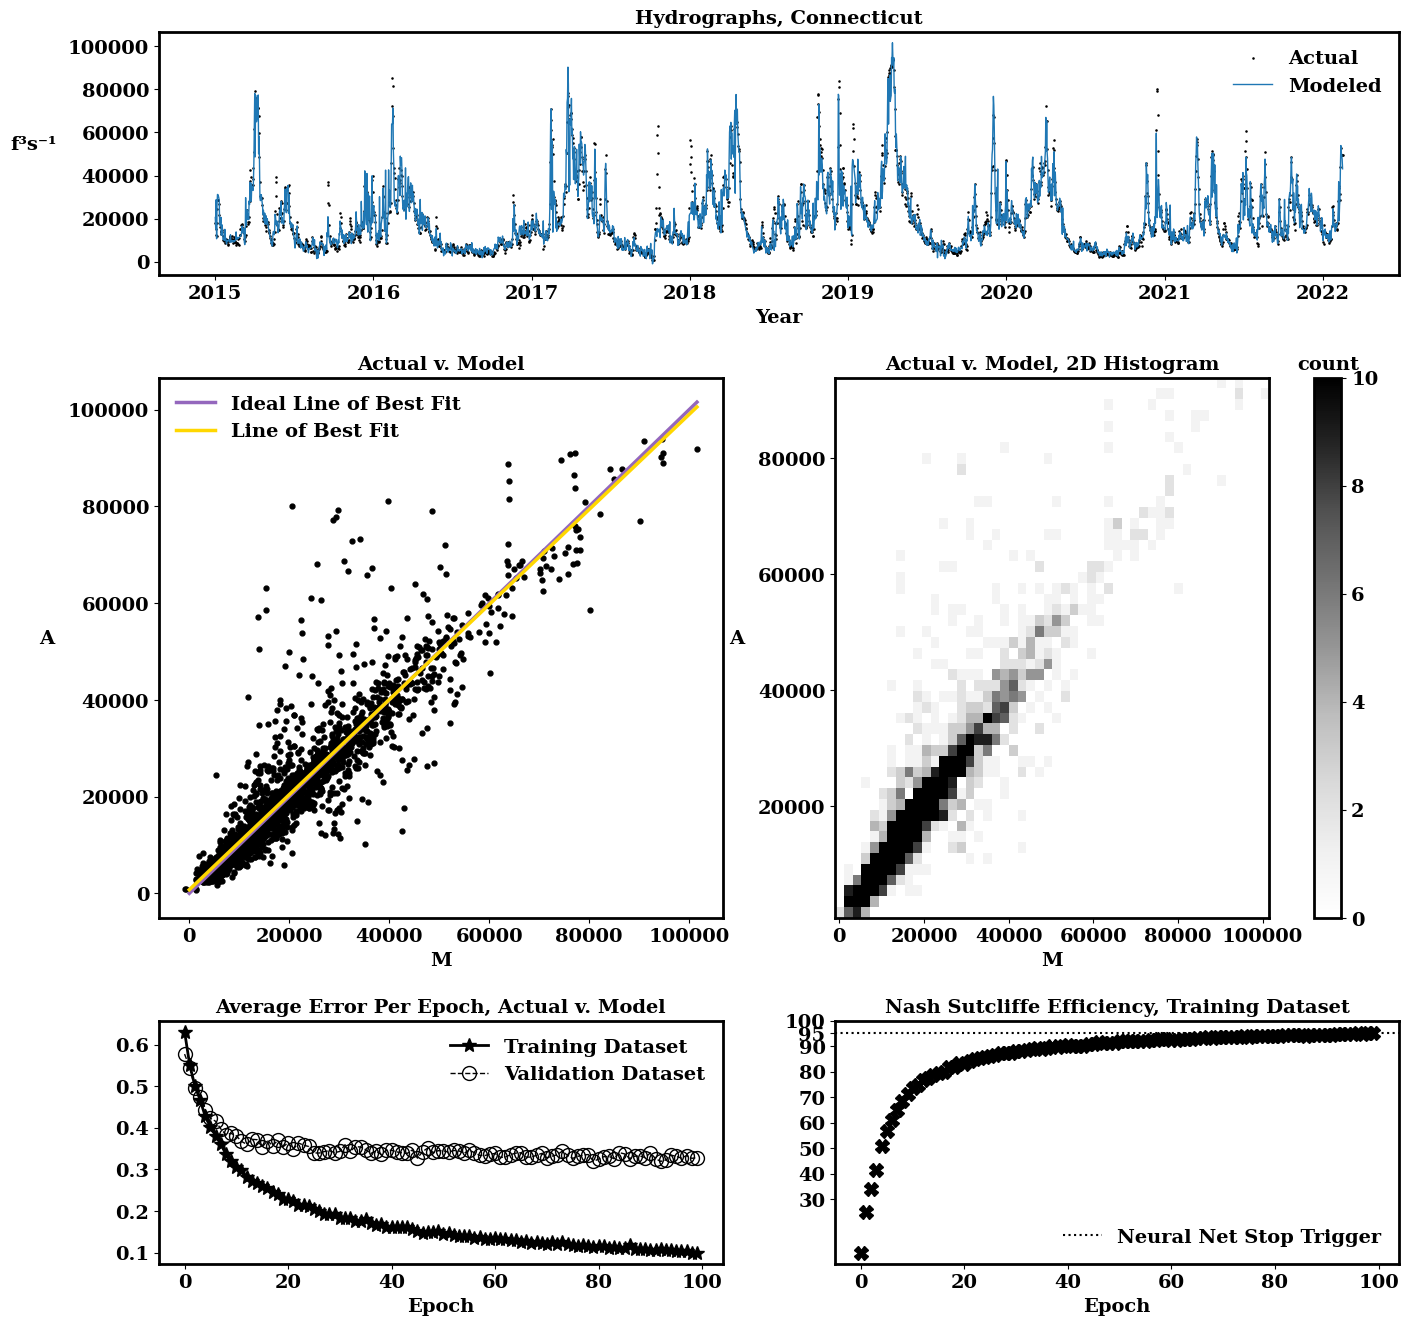 Hydrographs, Connecticut
100000
80000
60000
40000
20000
0
f³s⁻¹
Actual
Modeled
2015 2016 2017 2018 2019 2020 2021 2022
Year
Actual v. Model
100000
80000
60000
40000
20000
0
A
Ideal Line of Best Fit
Line of Best Fit
0 20000 40000 60000 80000 100000
M
Actual v. Model, 2D Histogram
80000
60000
40000
20000
A
0 20000 40000 60000 80000 100000
M
count
10
8
6
4
2
0
Average Error Per Epoch, Actual v. Model
0.6
0.5
0.4
0.3
0.2
0.1
Training Dataset
Validation Dataset
0 20 40 60 80 100
Epoch
Nash Sutcliffe Efficiency, Training Dataset
100
95
90
80
70
60
50
40
30
Neural Net Stop Trigger
0 20 40 60 80 100
Epoch